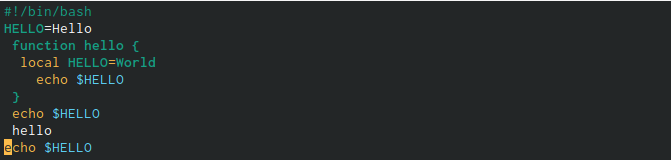 #!/bin/bash
HELLO=Hello
function hello {
local HELLO=World
echo $HELLO
}
echo $HELLO
hello
echo $HELLO